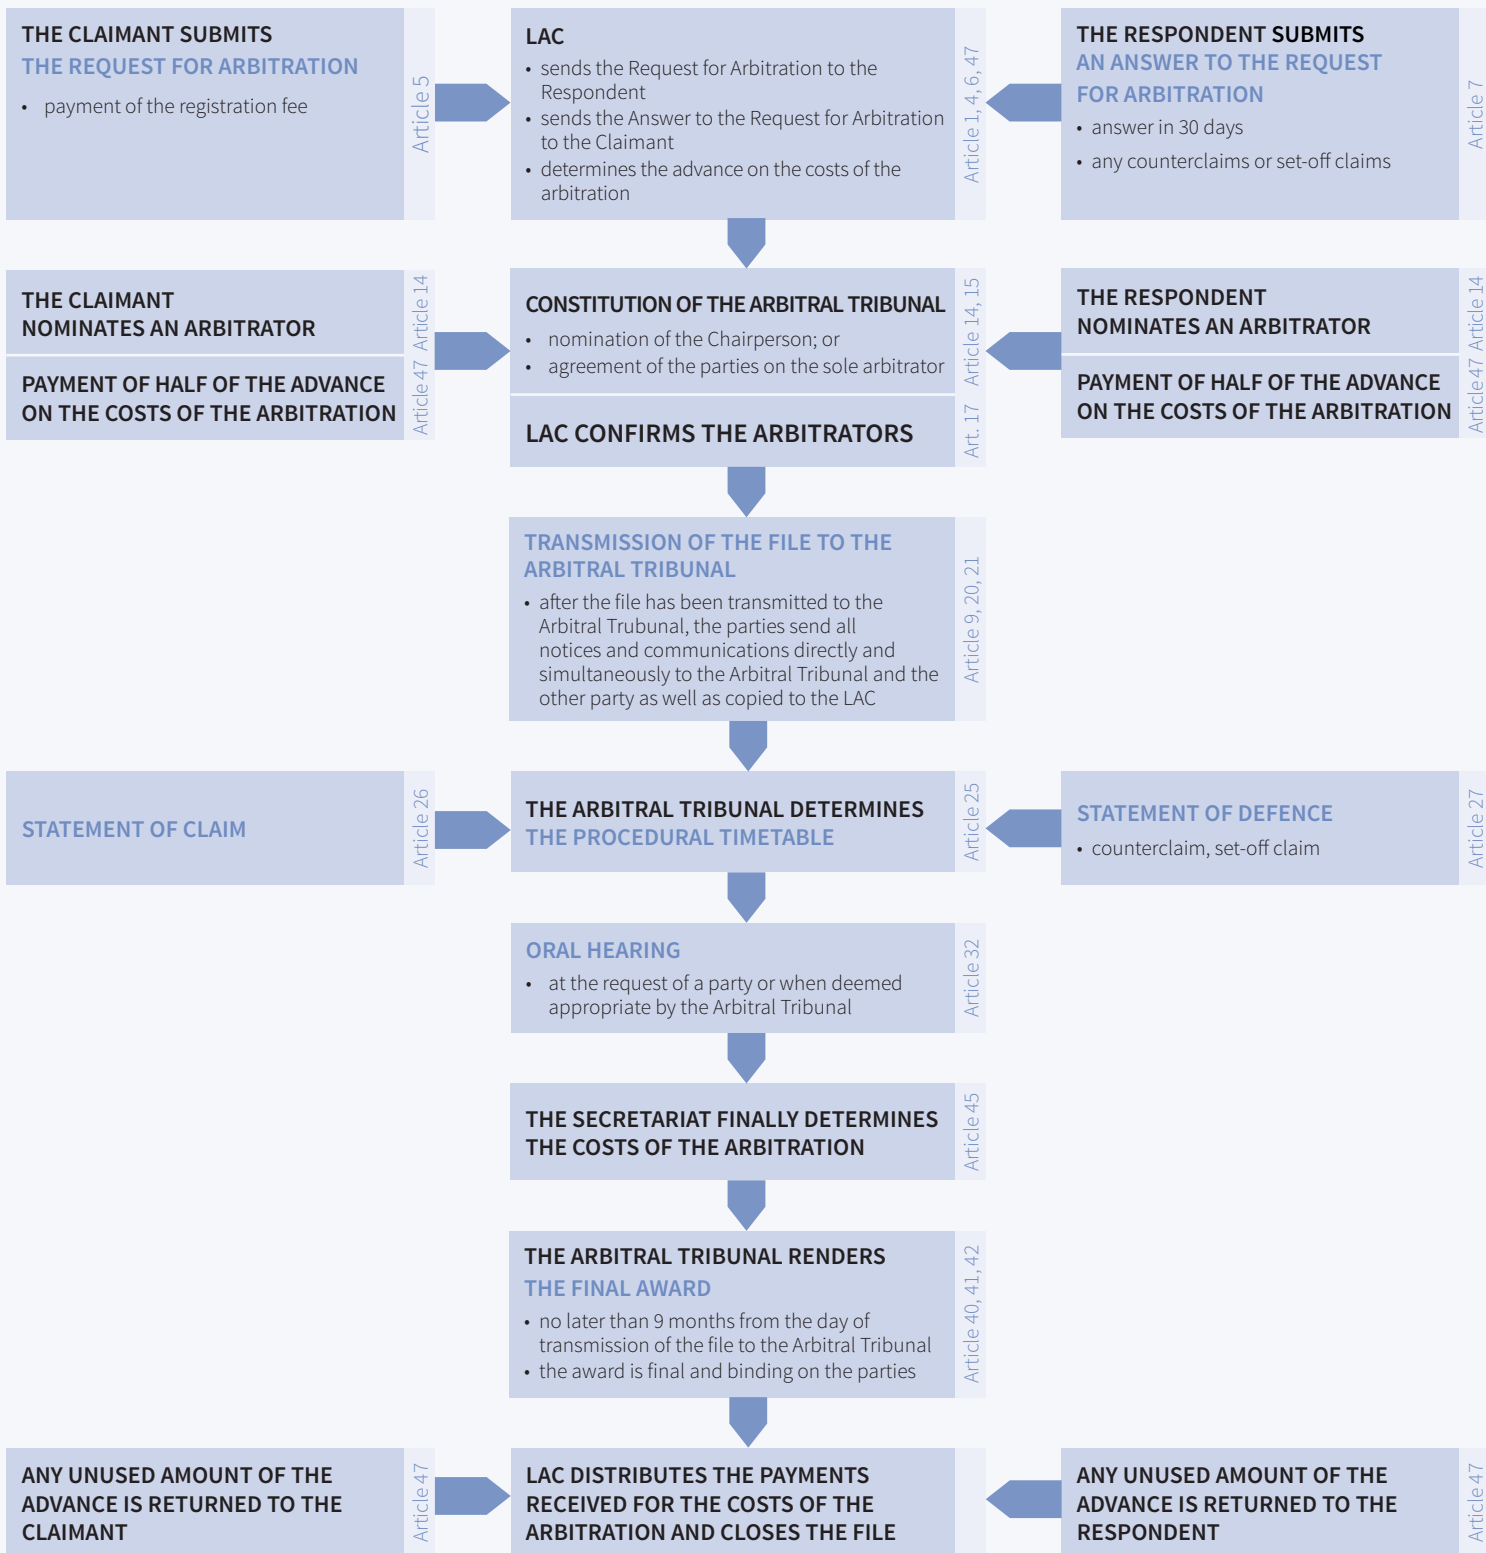 THE CLAIMANT SUBMITS
THE REQUEST FOR ARBITRATION
• payment of the registration fee
Article 5
LAC
• sends the Request for Arbitration to the
Respondent
• sends the Answer to the Request for Arbitration
to the Claimant
• determines the advance on the costs of the
arbitration
Article 1, 4, 6, 47
THE RESPONDENT SUBMITS
AN ANSWER TO THE REQUEST
FOR ARBITRATION
• answer in 30 days
• any counterclaims or set-off claims
Article 7
THE CLAIMANT
NOMINATES AN ARBITRATOR
Article 14
PAYMENT OF HALF OF THE ADVANCE
ON THE COSTS OF THE ARBITRATION
Article 47
CONSTITUTION OF THE ARBITRAL TRIBUNAL
• nomination of the Chairperson; or
• agreement of the parties on the sole arbitrator
Article 14, 15
LAC CONFIRMS THE ARBITRATORS
Art. 17
THE RESPONDENT
NOMINATES AN ARBITRATOR
Article 14
PAYMENT OF HALF OF THE ADVANCE
ON THE COSTS OF THE ARBITRATION
Article 47
TRANSMISSION OF THE FILE TO THE
ARBITRAL TRIBUNAL
• after the file has been transmitted to the
Arbitral Trubunal, the parties send all
notices and communications directly and
simultaneously to the Arbitral Tribunal and the
other party as well as copied to the LAC
Article 9, 20, 21
STATEMENT OF CLAIM
Article 26
THE ARBITRAL TRIBUNAL DETERMINES
THE PROCEDURAL TIMETABLE
Article 25
STATEMENT OF DEFENCE
• counterclaim, set-off claim
Article 27
ORAL HEARING
• at the request of a party or when deemed
appropriate by the Arbitral Tribunal
Article 32
THE SECRETARIAT FINALLY DETERMINES
THE COSTS OF THE ARBITRATION
Article 45
THE ARBITRAL TRIBUNAL RENDERS
THE FINAL AWARD
• no later than 9 months from the day of
transmission of the file to the Arbitral Tribunal
• the award is final and binding on the parties
Article 40, 41, 42
ANY UNUSED AMOUNT OF THE
ADVANCE IS RETURNED TO THE
CLAIMANT
Article 47
LAC DISTRIBUTES THE PAYMENTS
RECEIVED FOR THE COSTS OF THE
ARBITRATION AND CLOSES THE FILE
ANY UNUSED AMOUNT OF THE
ADVANCE IS RETURNED TO THE
RESPONDENT
Article 47